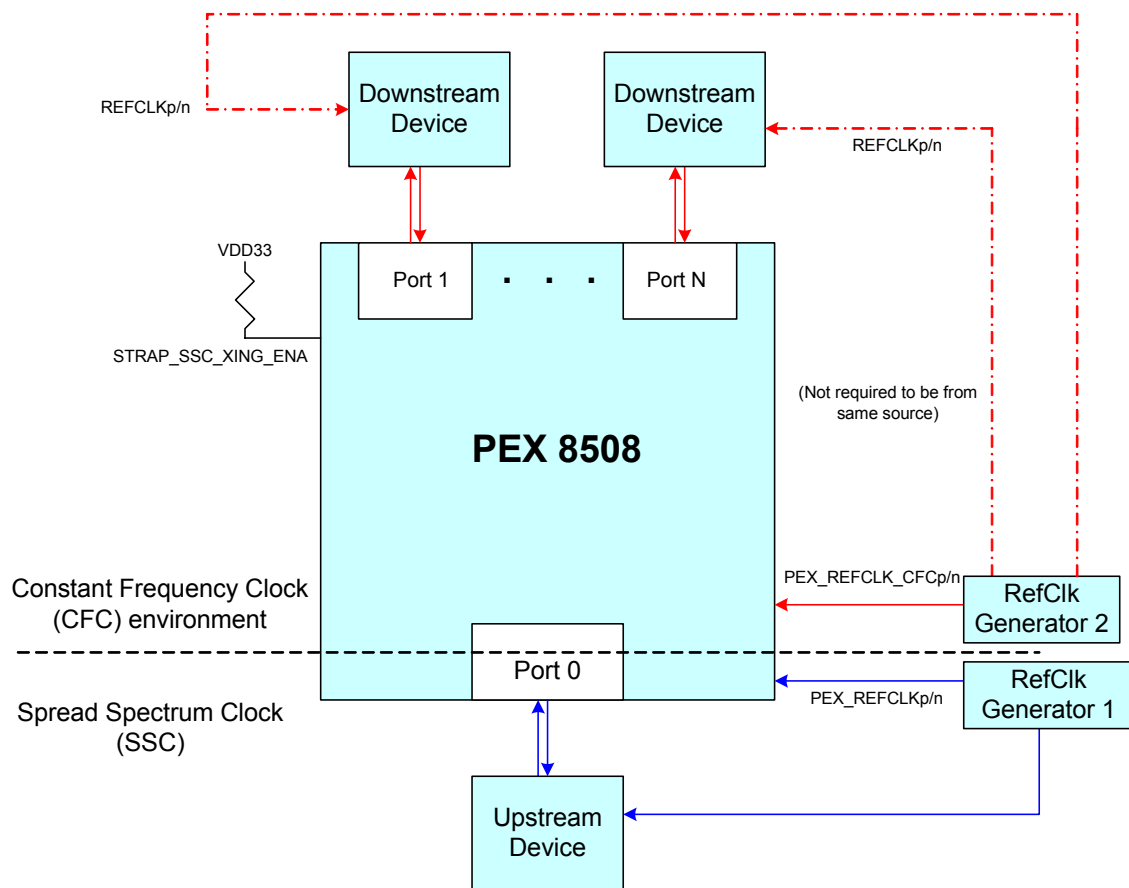 Downstream
Device
Downstream
Device
REFCLKp/n
REFCLKp/n
VDD33
Port 1
. . .
Port N
STRAP_SSC_XING_ENA
(Not required to be from
same source)
PEX 8508
Constant Frequency Clock
(CFC) environment
PEX_REFCLK_CFCp/n
RefClk
Generator 2
Port 0
Spread Spectrum Clock
(SSC)
PEX_REFCLKp/n
RefClk
Generator 1
Upstream
Device